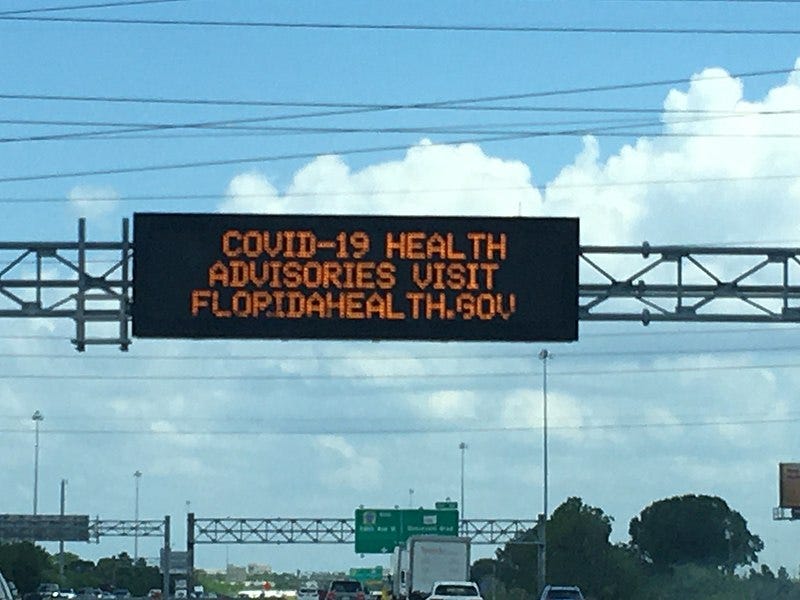 COVID-19 HEALTH
ADVISORIES VISIT
FLORIDAHEALTH.GOV